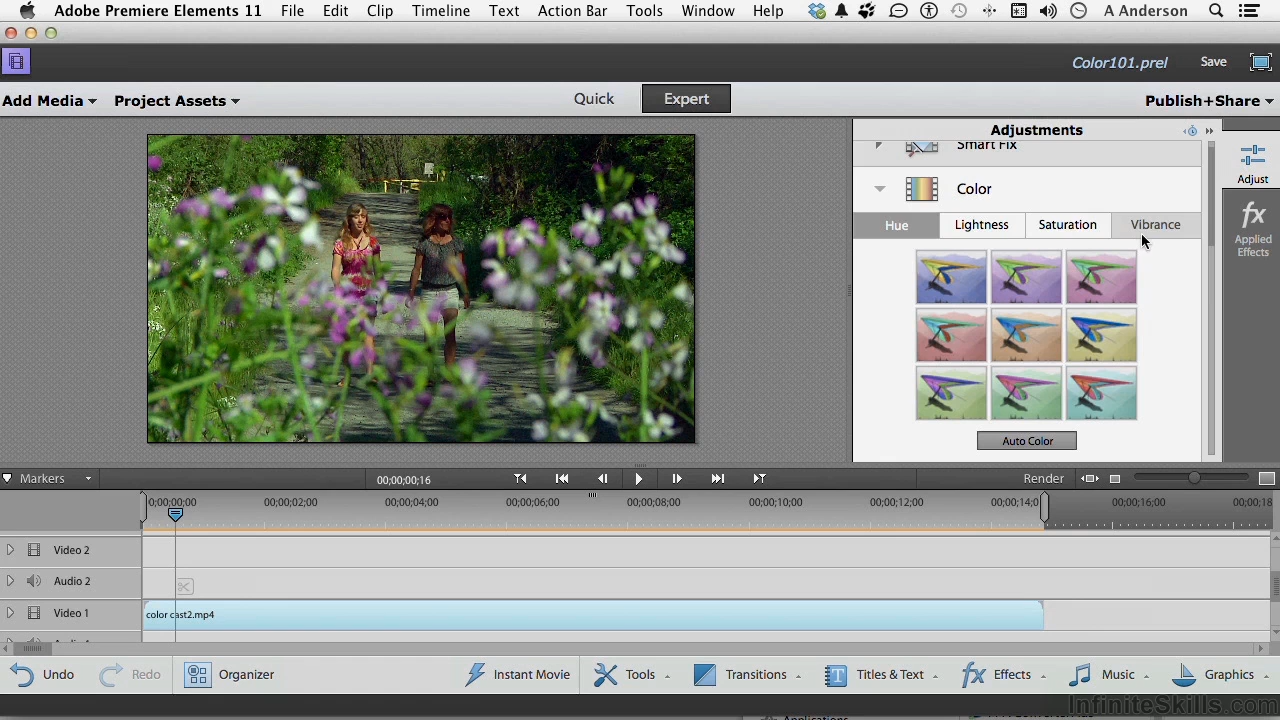 Adobe Premiere Elements 11 File Edit Clip Timeline Text Action Bar Tools Window Help A Anderson
Color101.prel Save
Add Media Project Assets Quick Expert Publish+Share
Adjustments
Smart Fix
Color
Hue Lightness Saturation Vibrance
Auto Color
Adjust
fx
Applied
Effects
Markers 00;00;00;16 Render
0;00;00;00 00;00;02;00 00;00;04;00 00;00;06;00 00;00;08;00 00;00;10;00 00;00;12;00 00;00;14;0 00;00;16;00 00;00;18
Video 2
Audio 2
Video 1 color cast2.mp4
Undo Redo Organizer Instant Movie Tools Transitions T Titles & Text fx Effects Music Graphics
InfiniteSkills.com